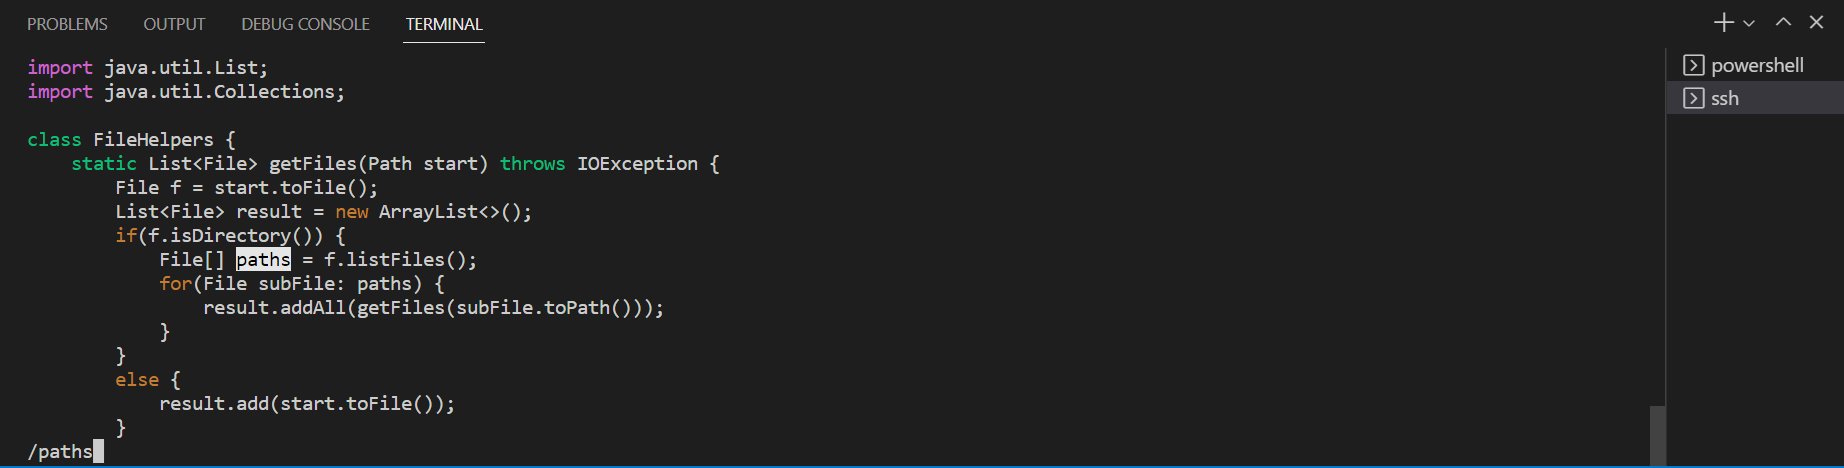 PROBLEMS OUTPUT DEBUG CONSOLE TERMINAL
powershell
ssh
import java.util.List;
import java.util.Collections;

class FileHelpers {
    static List<File> getFiles(Path start) throws IOException {
        File f = start.toFile();
        List<File> result = new ArrayList<>();
        if(f.isDirectory()) {
            File[] paths = f.listFiles();
            for(File subFile: paths) {
                result.addAll(getFiles(subFile.toPath()));
            }
        }
        else {
            result.add(start.toFile());
        }
/paths